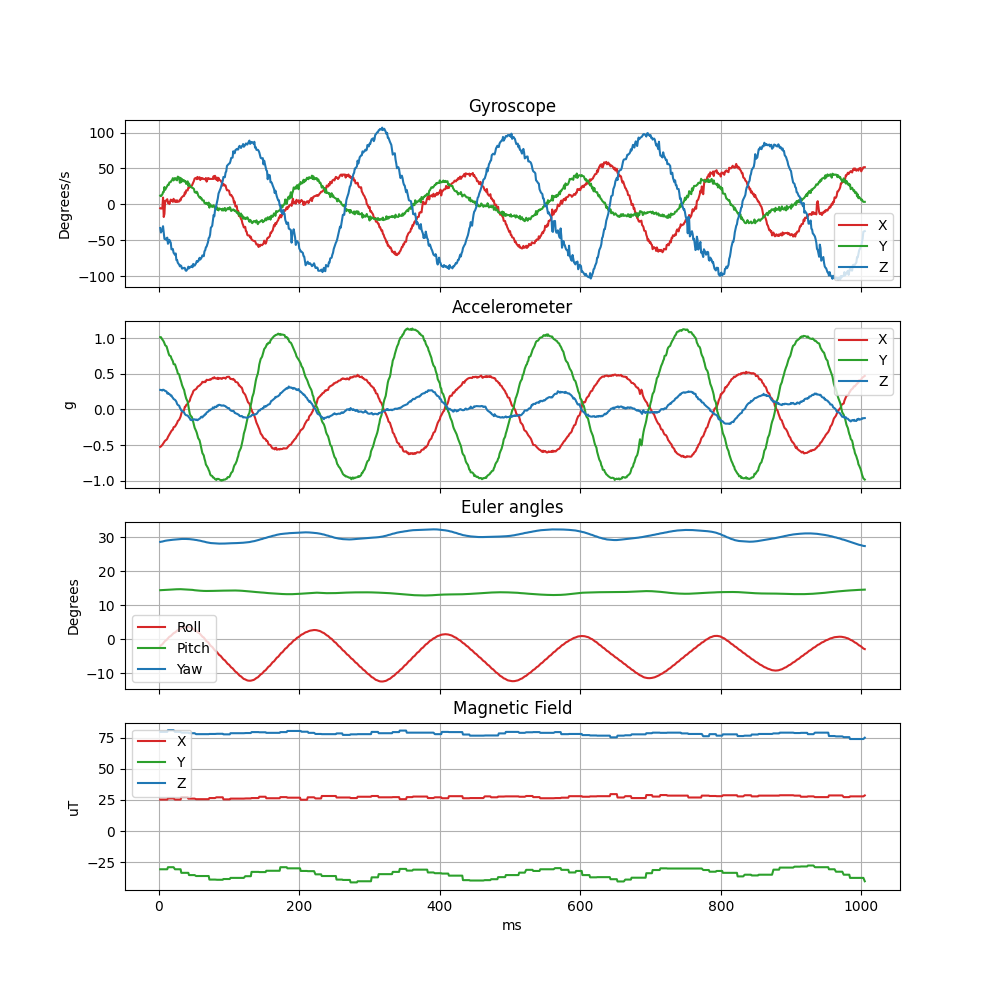 Gyroscope
100
50
0
−50
−100
Degrees/s
X
Y
Z
Accelerometer
1.0
0.5
0.0
−0.5
−1.0
g
X
Y
Z
Euler angles
30
20
10
0
−10
Degrees
Roll
Pitch
Yaw
Magnetic Field
75
50
25
0
−25
uT
X
Y
Z
0 200 400 600 800 1000
ms